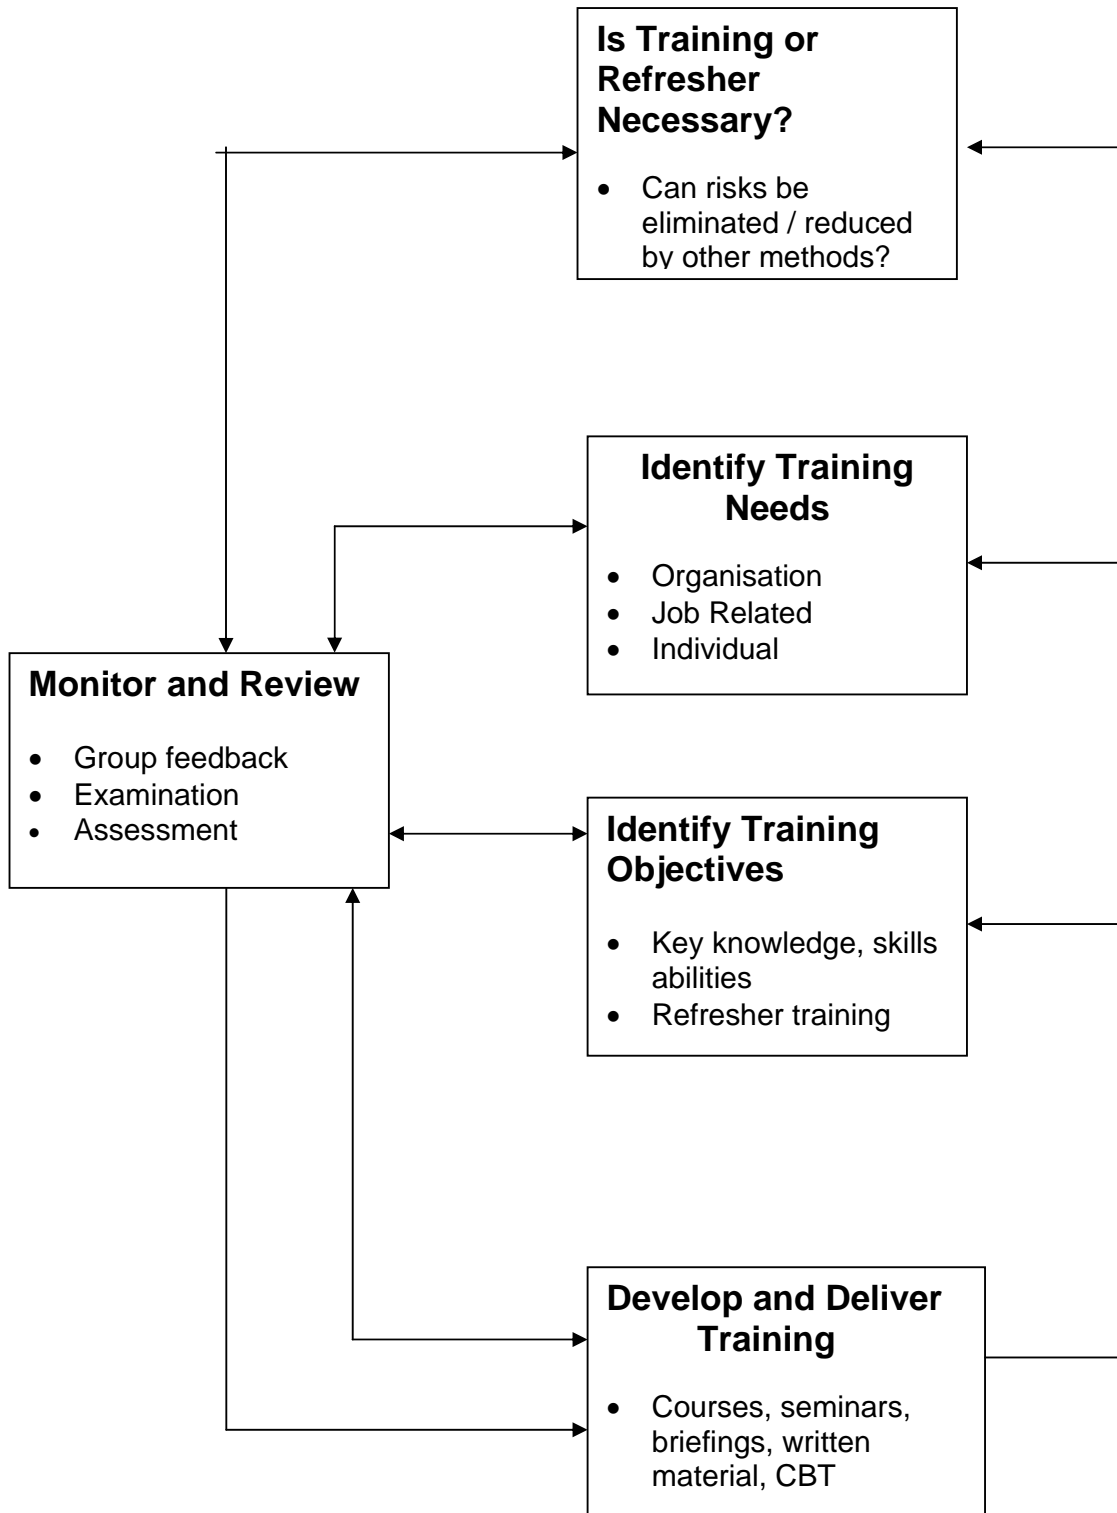 Is Training or
Refresher
Necessary?
• Can risks be
eliminated / reduced
by other methods?
Identify Training
Needs
• Organisation
• Job Related
• Individual
Monitor and Review
• Group feedback
• Examination
• Assessment
Identify Training
Objectives
• Key knowledge, skills
abilities
• Refresher training
Develop and Deliver
Training
• Courses, seminars,
briefings, written
material, CBT